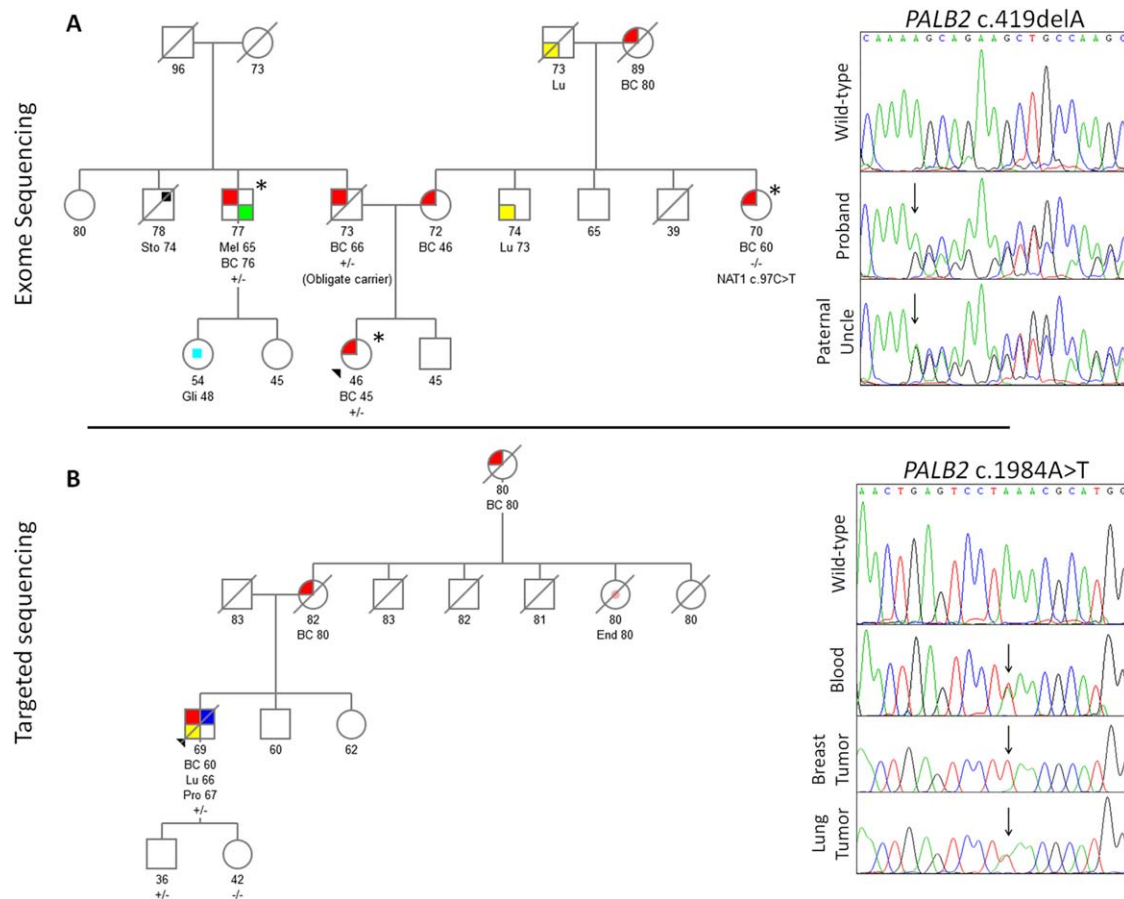 A
Exome Sequencing
96
73
73
Lu
89
BC 80
80
78
Sto 74
*
77
Mel 65
BC 76
+/-
73
BC 66
+/-
(Obligate carrier)
72
BC 46
74
Lu 73
65
39
*
70
BC 60
-/-
NAT1 c.97C>T
54
Gli 48
45
*
46
BC 45
+/-
45
PALB2 c.419delA
C A A A A G C A G A A G C T G C C A A G C
Wild-type
Proband
Paternal
Uncle
B
Targeted sequencing
80
BC 80
83
82
BC 80
83
82
81
80
End 80
80
69
BC 60
Lu 66
Pro 67
+/-
60
62
36
+/-
42
-/-
PALB2 c.1984A>T
A A C T G A G T C C T A A A C G C A T G G
Wild-type
Blood
Breast
Tumor
Lung
Tumor